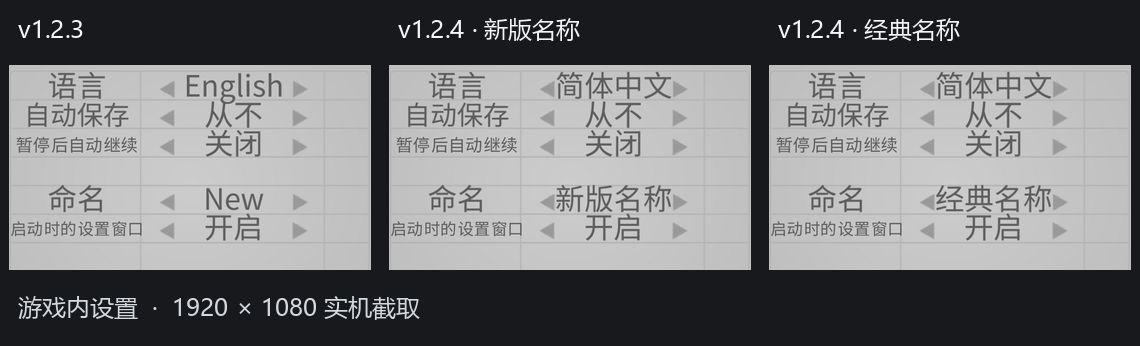 v1.2.3
语言 English
自动保存 从不
暂停后自动继续 关闭
命名 New
启动时的设置窗口 开启
v1.2.4 · 新版名称
语言 简体中文
自动保存 从不
暂停后自动继续 关闭
命名 新版名称
启动时的设置窗口 开启
v1.2.4 · 经典名称
语言 简体中文
自动保存 从不
暂停后自动继续 关闭
命名 经典名称
启动时的设置窗口 开启
游戏内设置 · 1920 × 1080 实机截取